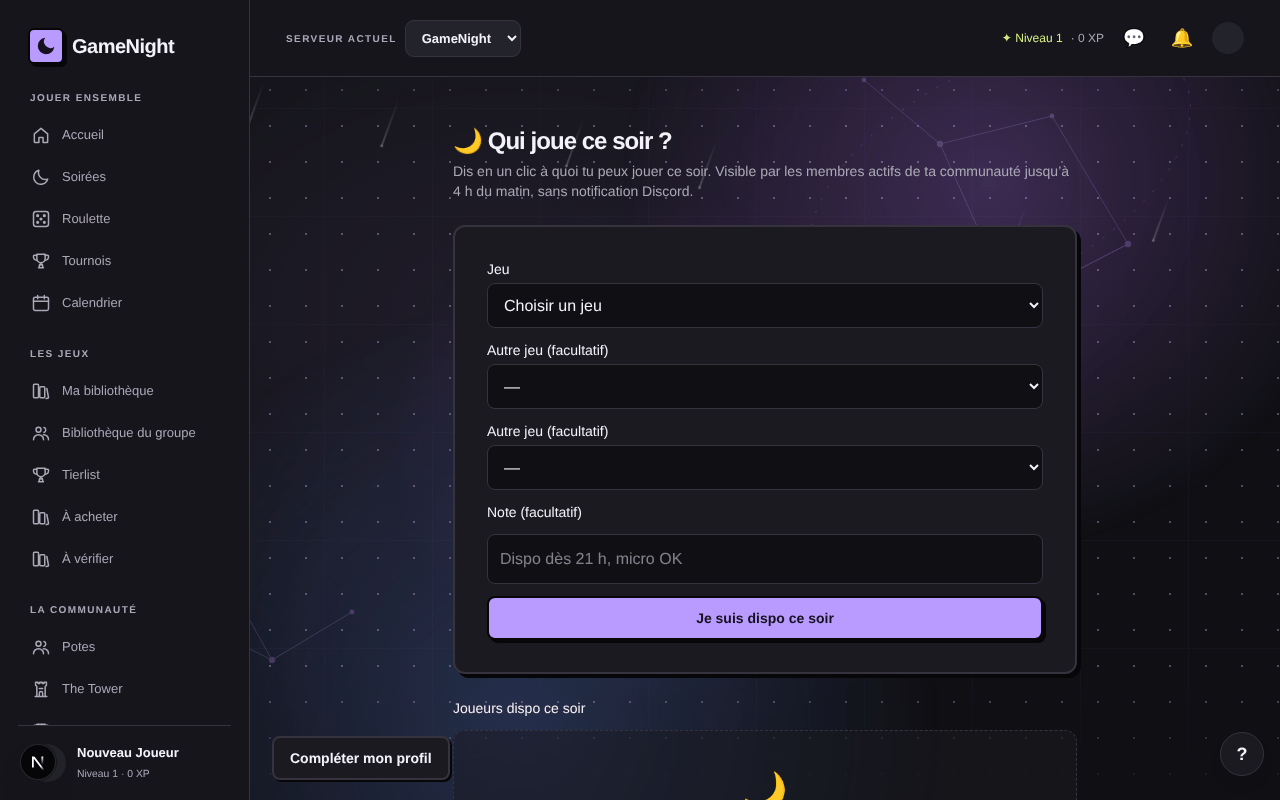 GameNight
JOUER ENSEMBLE
Accueil
Soirées
Roulette
Tournois
Calendrier
LES JEUX
Ma bibliothèque
Bibliothèque du groupe
Tierlist
À acheter
À vérifier
LA COMMUNAUTÉ
Potes
The Tower
N
Nouveau Joueur
Niveau 1 · 0 XP
SERVEUR ACTUEL
GameNight
✦ Niveau 1 · 0 XP
🌙 Qui joue ce soir ?
Dis en un clic à quoi tu peux jouer ce soir. Visible par les membres actifs de ta communauté jusqu'à
4 h du matin, sans notification Discord.
Jeu
Choisir un jeu
Autre jeu (facultatif)
—
Autre jeu (facultatif)
—
Note (facultatif)
Dispo dès 21 h, micro OK
Je suis dispo ce soir
Joueurs dispo ce soir
Compléter mon profil
?